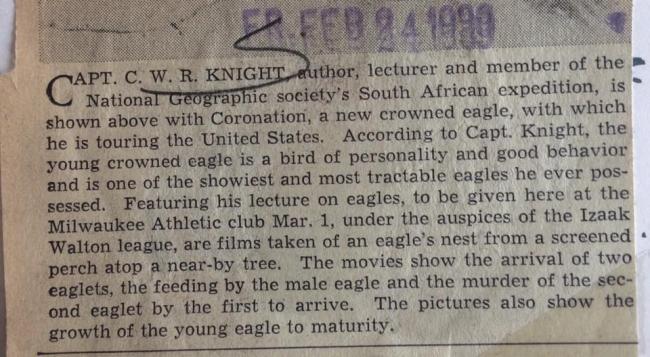 FR. FEB 24 1939
CAPT. C. W. R. KNIGHT, author, lecturer and member of the
National Geographic society's South African expedition, is
shown above with Coronation, a new crowned eagle, with which
he is touring the United States. According to Capt. Knight, the
young crowned eagle is a bird of personality and good behavior
and is one of the showiest and most tractable eagles he ever pos-
sessed. Featuring his lecture on eagles, to be given here at the
Milwaukee Athletic club Mar. 1, under the auspices of the Izaak
Walton league, are films taken of an eagle's nest from a screened
perch atop a near-by tree. The movies show the arrival of two
eaglets, the feeding by the male eagle and the murder of the sec-
ond eaglet by the first to arrive. The pictures also show the
growth of the young eagle to maturity.